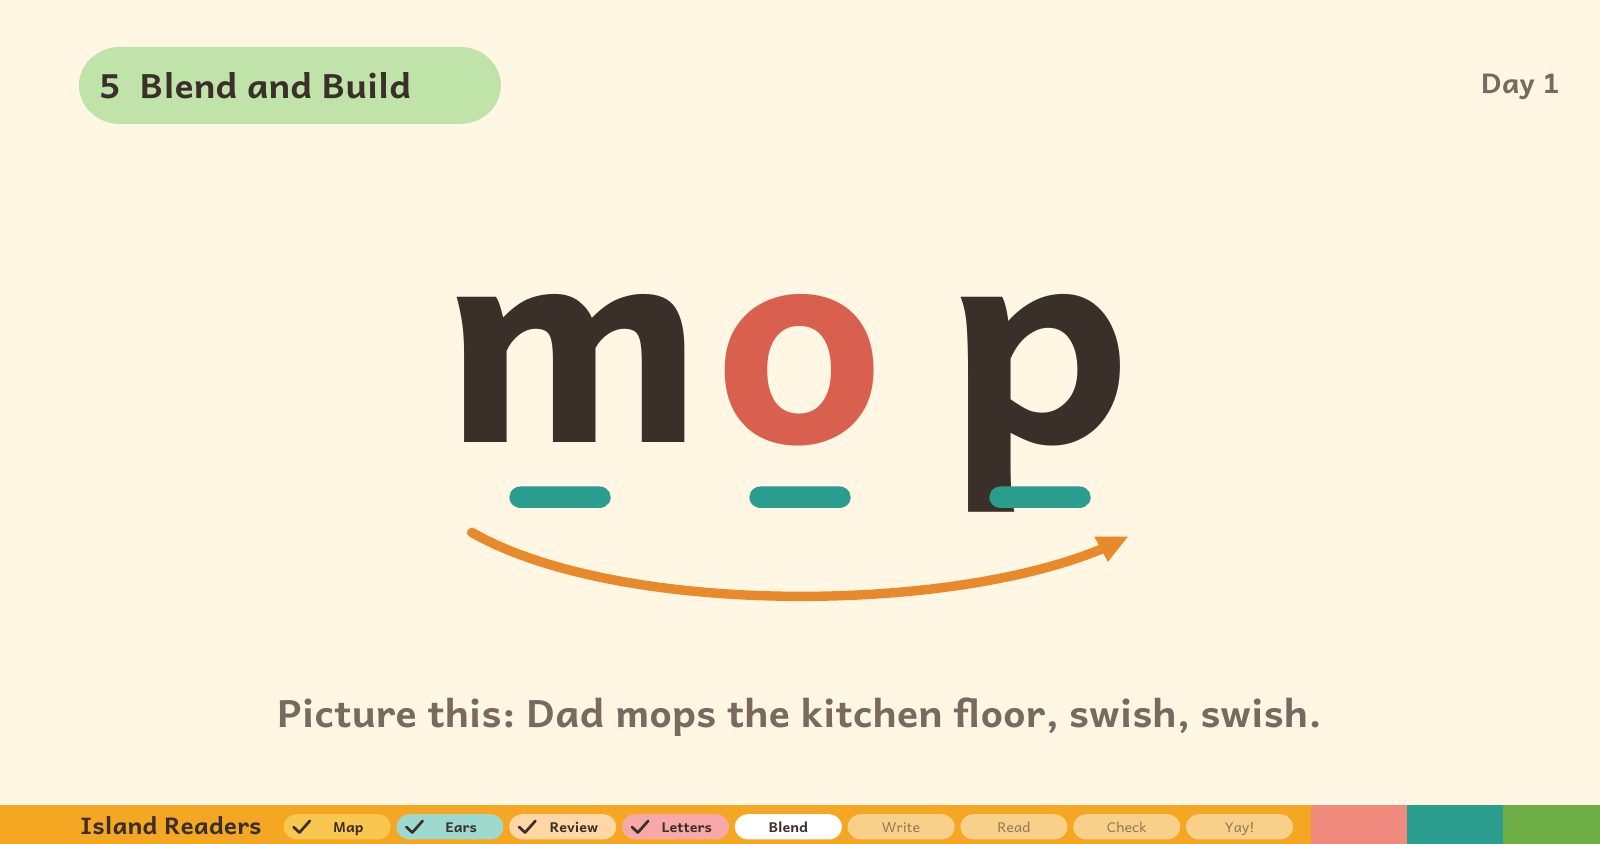 5 Blend and Build
Day 1
mop
Picture this: Dad mops the kitchen floor, swish, swish.
Island Readers Map Ears Review Letters Blend Write Read Check Yay!